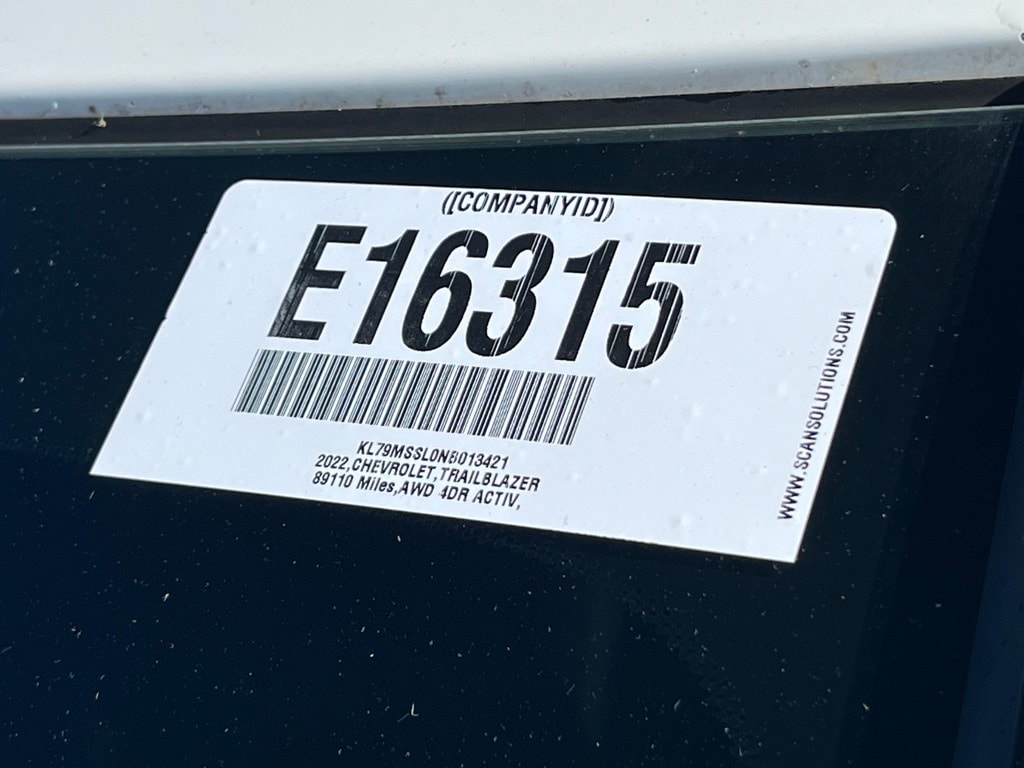 ([COMPANYID])
E16315
KL79MSSL0NB013421
2022,CHEVROLET,TRAILBLAZER
89110 Miles,AWD 4DR ACTIV,
WWW.SCANSOLUTIONS.COM